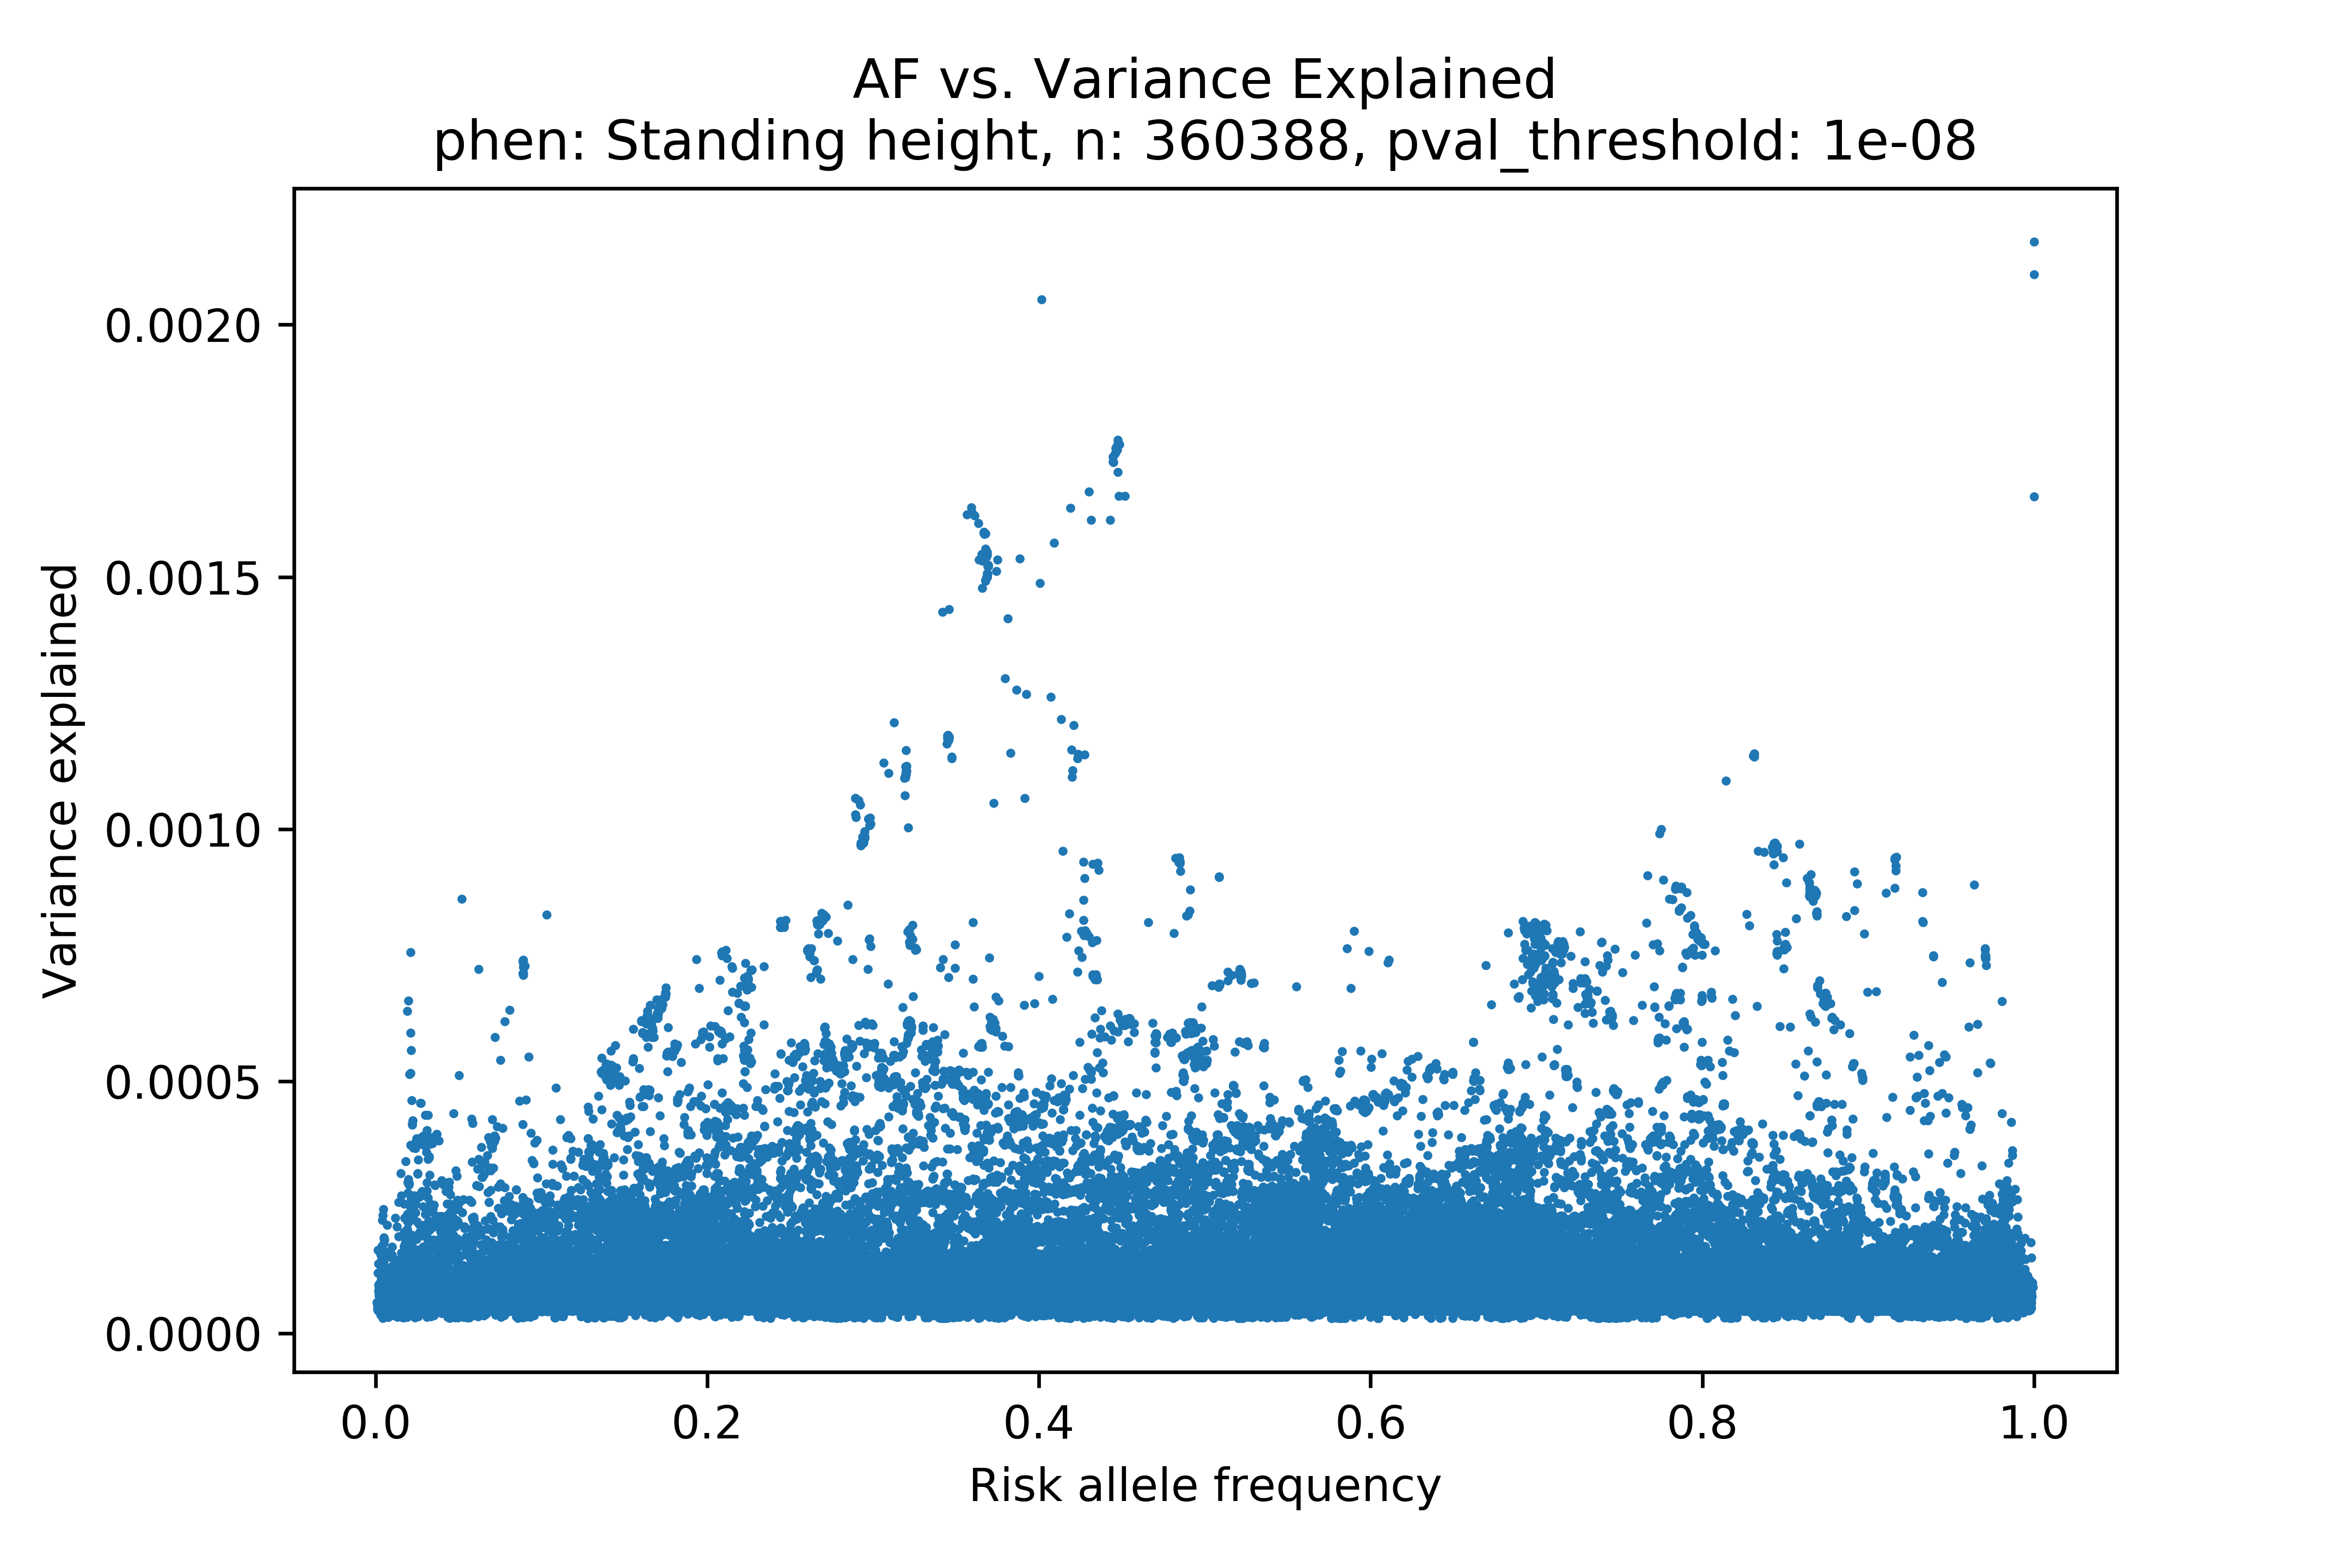 AF vs. Variance Explained
phen: Standing height, n: 360388, pval_threshold: 1e-08
Variance explained
0.0020
0.0015
0.0010
0.0005
0.0000
0.0 0.2 0.4 0.6 0.8 1.0
Risk allele frequency